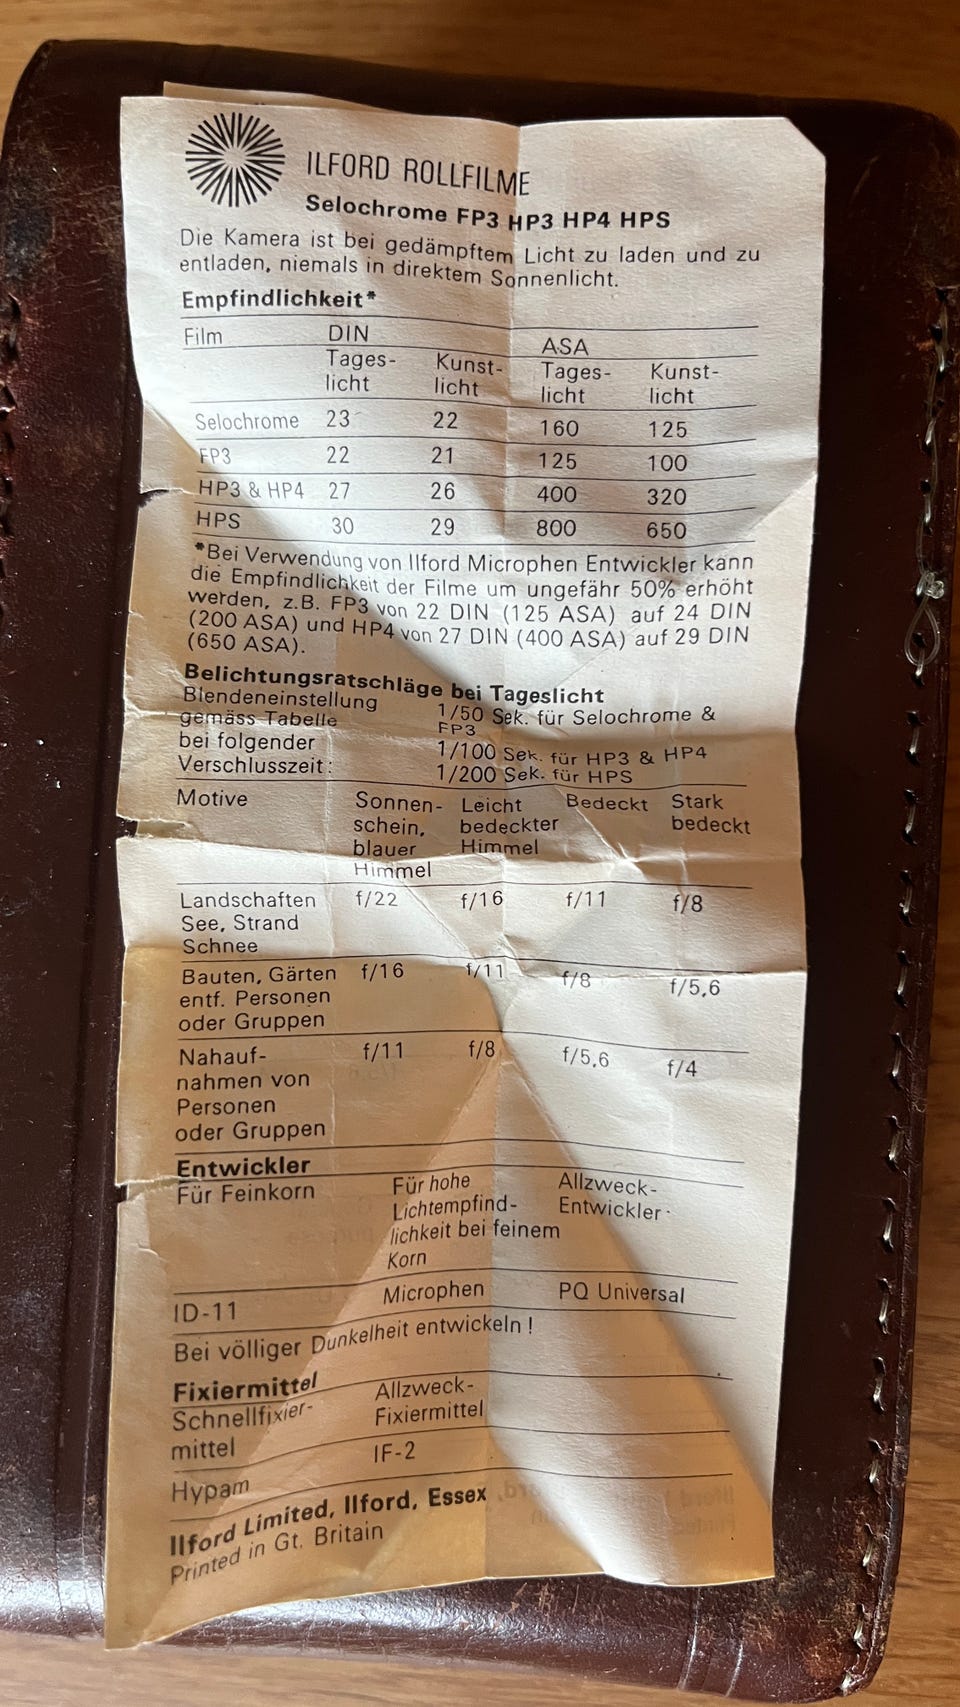 ILFORD ROLLFILME
Selochrome FP3 HP3 HP4 HPS
Die Kamera ist bei gedämpftem Licht zu laden und zu
entladen, niemals in direktem Sonnenlicht.
Empfindlichkeit*
Film DIN ASA
Tages- Kunst- Tages- Kunst-
licht licht licht licht
Selochrome 23 22 160 125
FP3 22 21 125 100
HP3 & HP4 27 26 400 320
HPS 30 29 800 650
*Bei Verwendung von Ilford Microphen Entwickler kann
die Empfindlichkeit der Filme um ungefähr 50% erhöht
werden, z.B. FP3 von 22 DIN (125 ASA) auf 24 DIN
(200 ASA) und HP4 von 27 DIN (400 ASA) auf 29 DIN
(650 ASA).
Belichtungsratschläge bei Tageslicht
Blendeneinstellung 1/50 Sek. für Selochrome &
gemäss Tabelle FP3
bei folgender 1/100 Sek. für HP3 & HP4
Verschlusszeit: 1/200 Sek. für HPS
Motive Sonnen- Leicht Bedeckt Stark
schein, bedeckter bedeckt
blauer Himmel
Himmel
Landschaften f/22 f/16 f/11 f/8
See, Strand
Schnee
Bauten, Gärten f/16 f/11 f/8 f/5,6
entf. Personen
oder Gruppen
Nahauf- f/11 f/8 f/5,6 f/4
nahmen von
Personen
oder Gruppen
Entwickler
Für Feinkorn Für hohe Allzweck-
Lichtempfind- Entwickler
lichkeit bei feinem
Korn
ID-11 Microphen PQ Universal
Bei völliger Dunkelheit entwickeln!
Fixiermittel Allzweck-
Schnellfixier- Fixiermittel
mittel IF-2
Hypam
Ilford Limited, Ilford, Essex
Printed in Gt. Britain